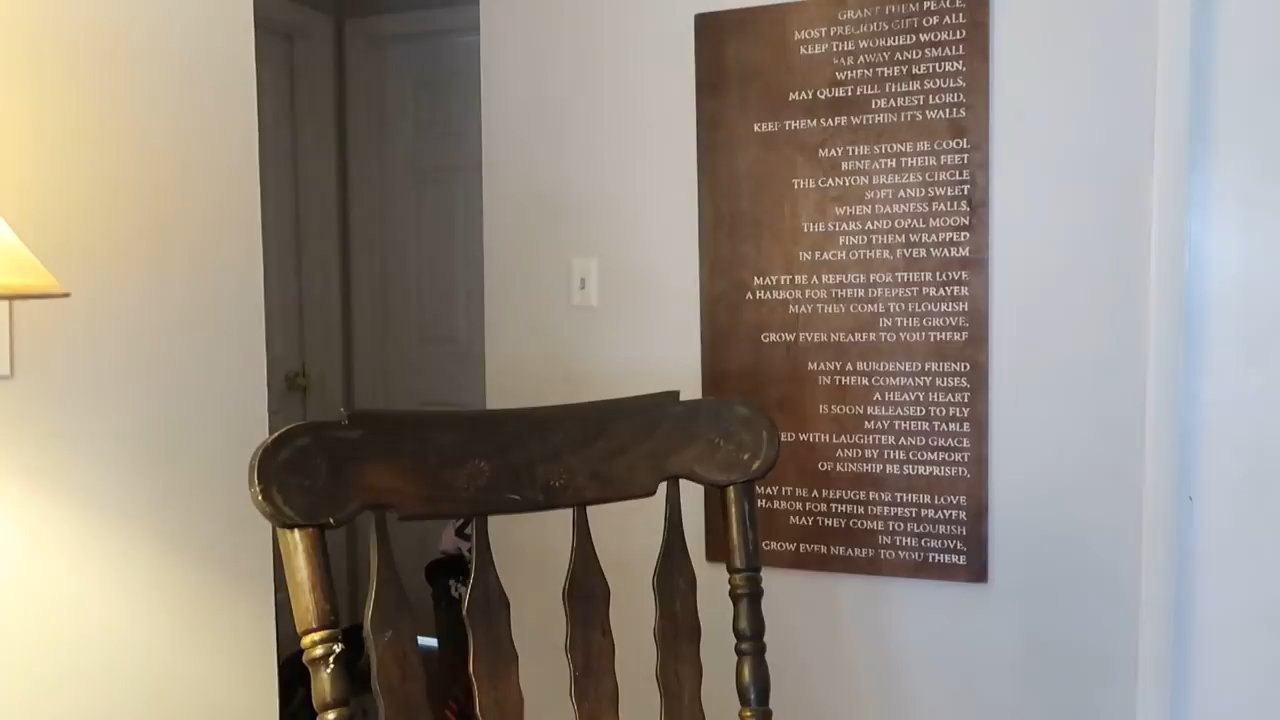 GRANT THEM PEACE,
MOST PRECIOUS GIFT OF ALL
KEEP THE WORRIED WORLD
FAR AWAY AND SMALL
WHEN THEY RETURN,
MAY QUIET FILL THEIR SOULS,
DEAREST LORD,
KEEP THEM SAFE WITHIN IT'S WALLS
MAY THE STONE BE COOL
BENEATH THEIR FEET
THE CANYON BREEZES CIRCLE
SOFT AND SWEET
WHEN DARNESS FALLS,
THE STARS AND OPAL MOON
FIND THEM WRAPPED
IN EACH OTHER, EVER WARM
MAY IT BE A REFUGE FOR THEIR LOVE
A HARBOR FOR THEIR DEEPEST PRAYER
MAY THEY COME TO FLOURISH
IN THE GROVE,
GROW EVER NEARER TO YOU THERE
MANY A BURDENED FRIEND
IN THEIR COMPANY RISES,
A HEAVY HEART
IS SOON RELEASED TO FLY
MAY THEIR TABLE
ED WITH LAUGHTER AND GRACE
AND BY THE COMFORT
OF KINSHIP BE SURPRISED,
MAY IT BE A REFUGE FOR THEIR LOVE
HARBOR FOR THEIR DEEPEST PRAYER
MAY THEY COME TO FLOURISH
IN THE GROVE,
GROW EVER NEARER TO YOU THERE